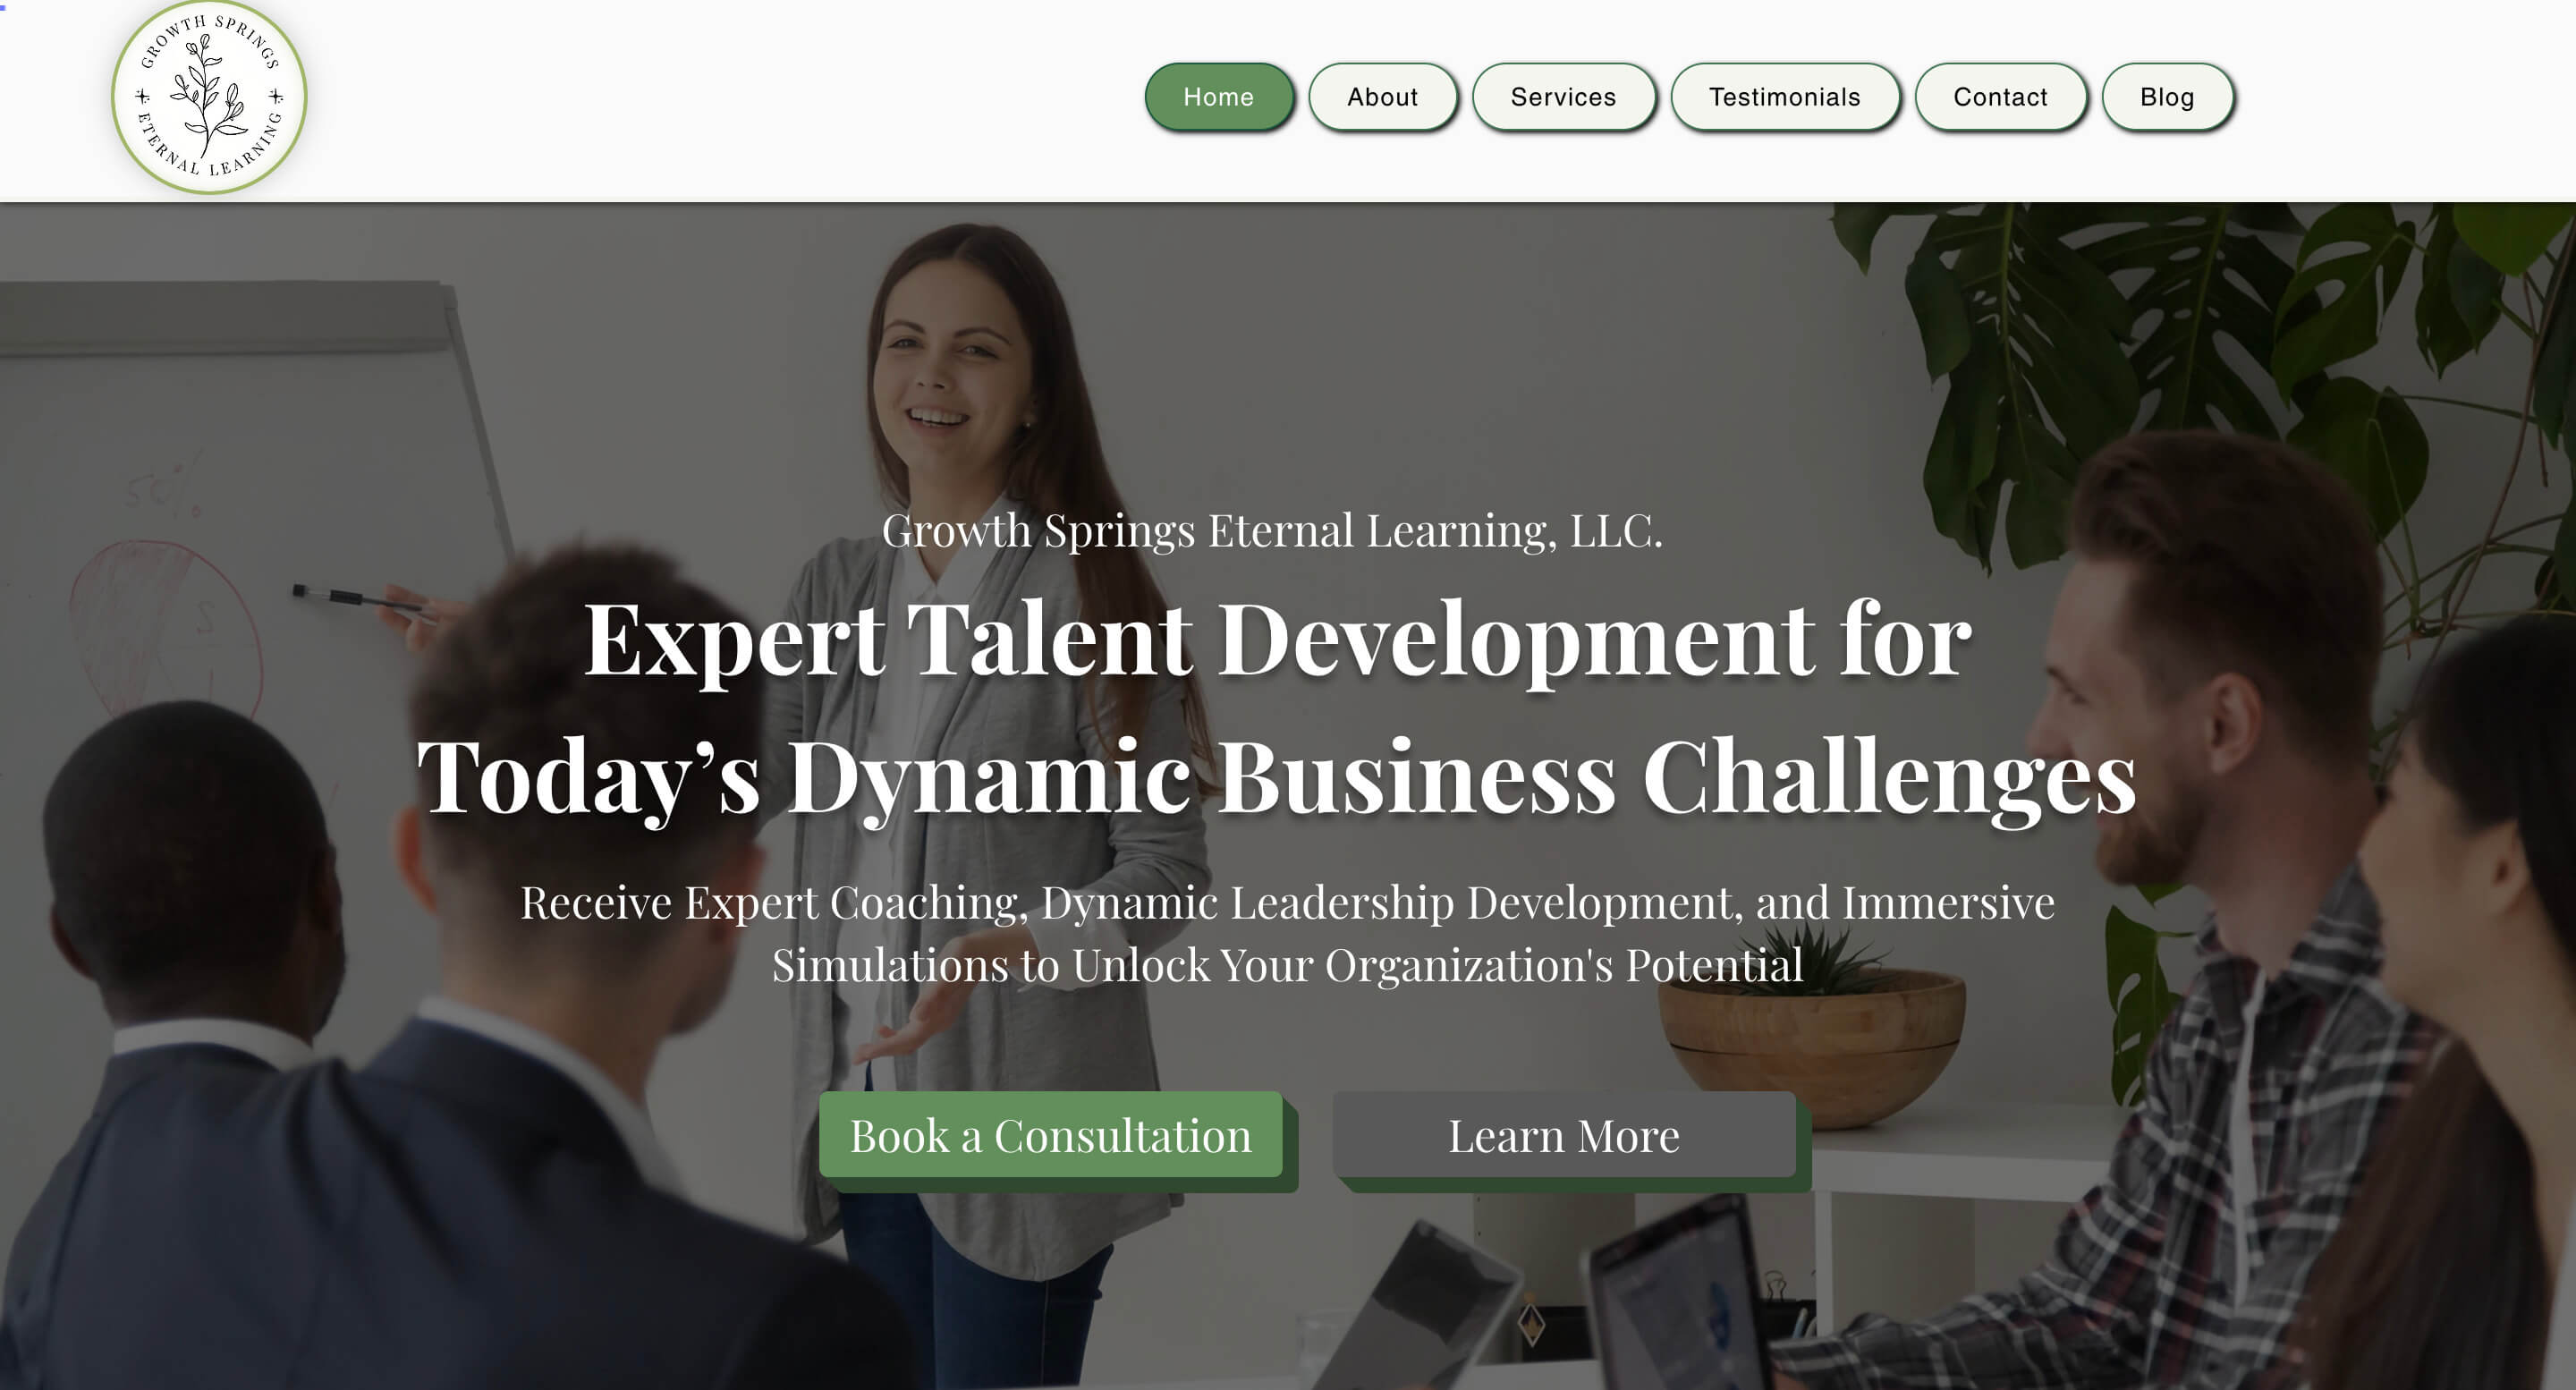 GROWTH SPRINGS
ETERNAL LEARNING
Home
About
Services
Testimonials
Contact
Blog
5
%
S
Growth Springs Eternal Learning, LLC.
Expert Talent Development for
Today’s Dynamic Business Challenges
Receive Expert Coaching, Dynamic Leadership Development, and Immersive
Simulations to Unlock Your Organization's Potential
Book a Consultation
Learn More